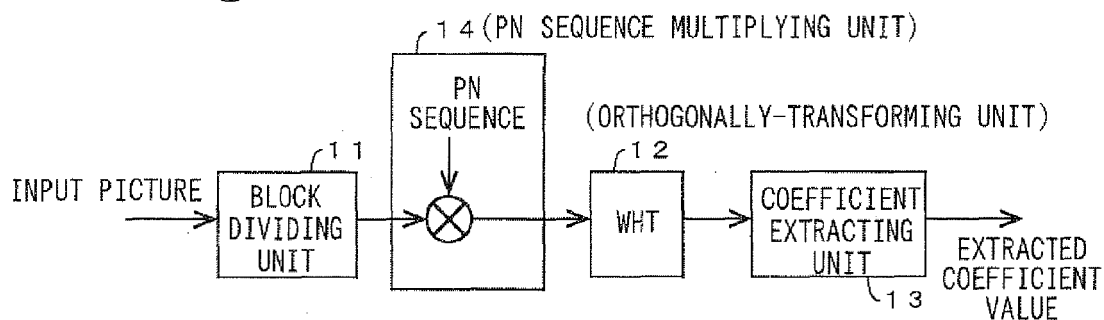 14 (PN SEQUENCE MULTIPLYING UNIT)
PN
SEQUENCE
(ORTHOGONALLY-TRANSFORMING UNIT)
11
12
INPUT PICTURE
BLOCK
DIVIDING
UNIT
WHT
COEFFICIENT
EXTRACTING
UNIT
13
EXTRACTED
COEFFICIENT
VALUE